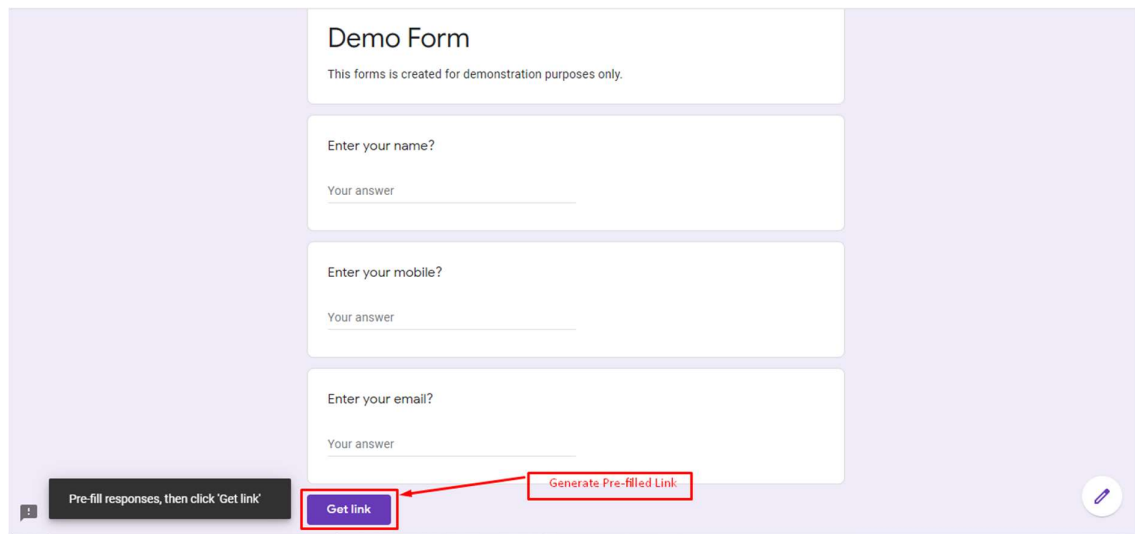 Demo Form
This forms is created for demonstration purposes only.
Enter your name?
Your answer
Enter your mobile?
Your answer
Enter your email?
Your answer
Generate Pre-filled Link
Pre-fill responses, then click 'Get link'
Get link